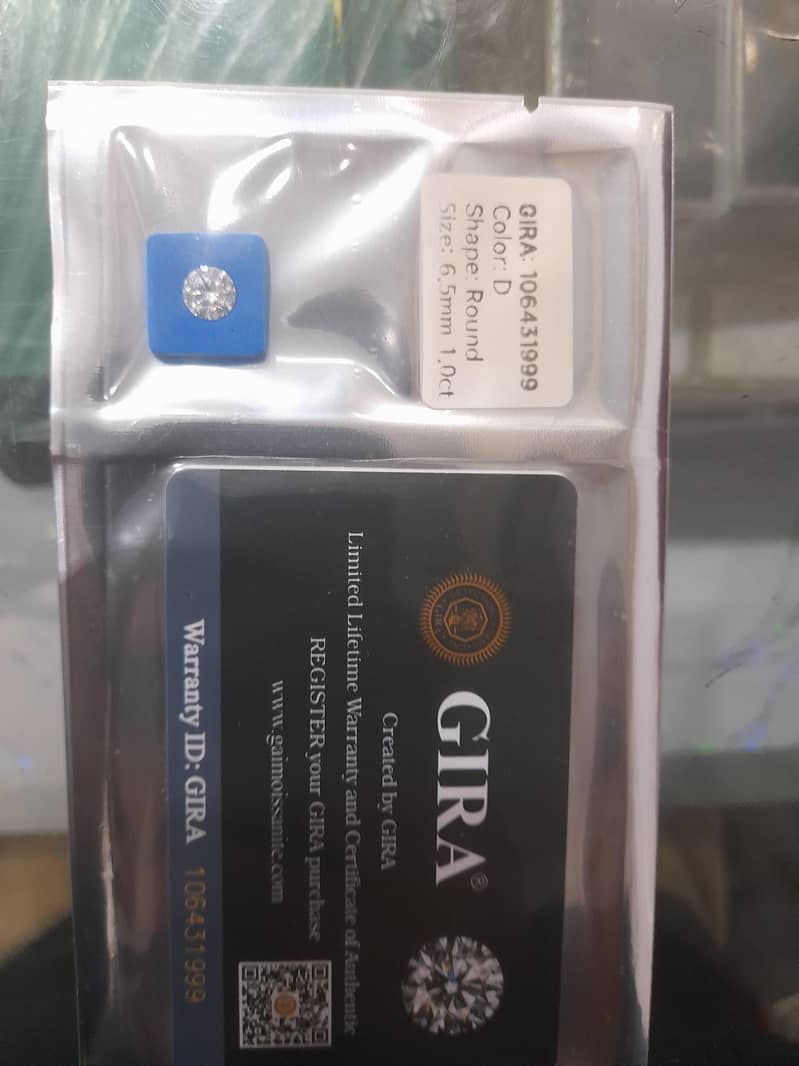 GIRA: 106431999
Color: D
Shape: Round
Size: 6.5mm 1.0ct
GIRA®
Created by GIRA
Limited Lifetime Warranty and Certificate of Authentic
REGISTER your GIRA purchase
www.gaimoissanite.com
Warranty ID: GIRA 106431999